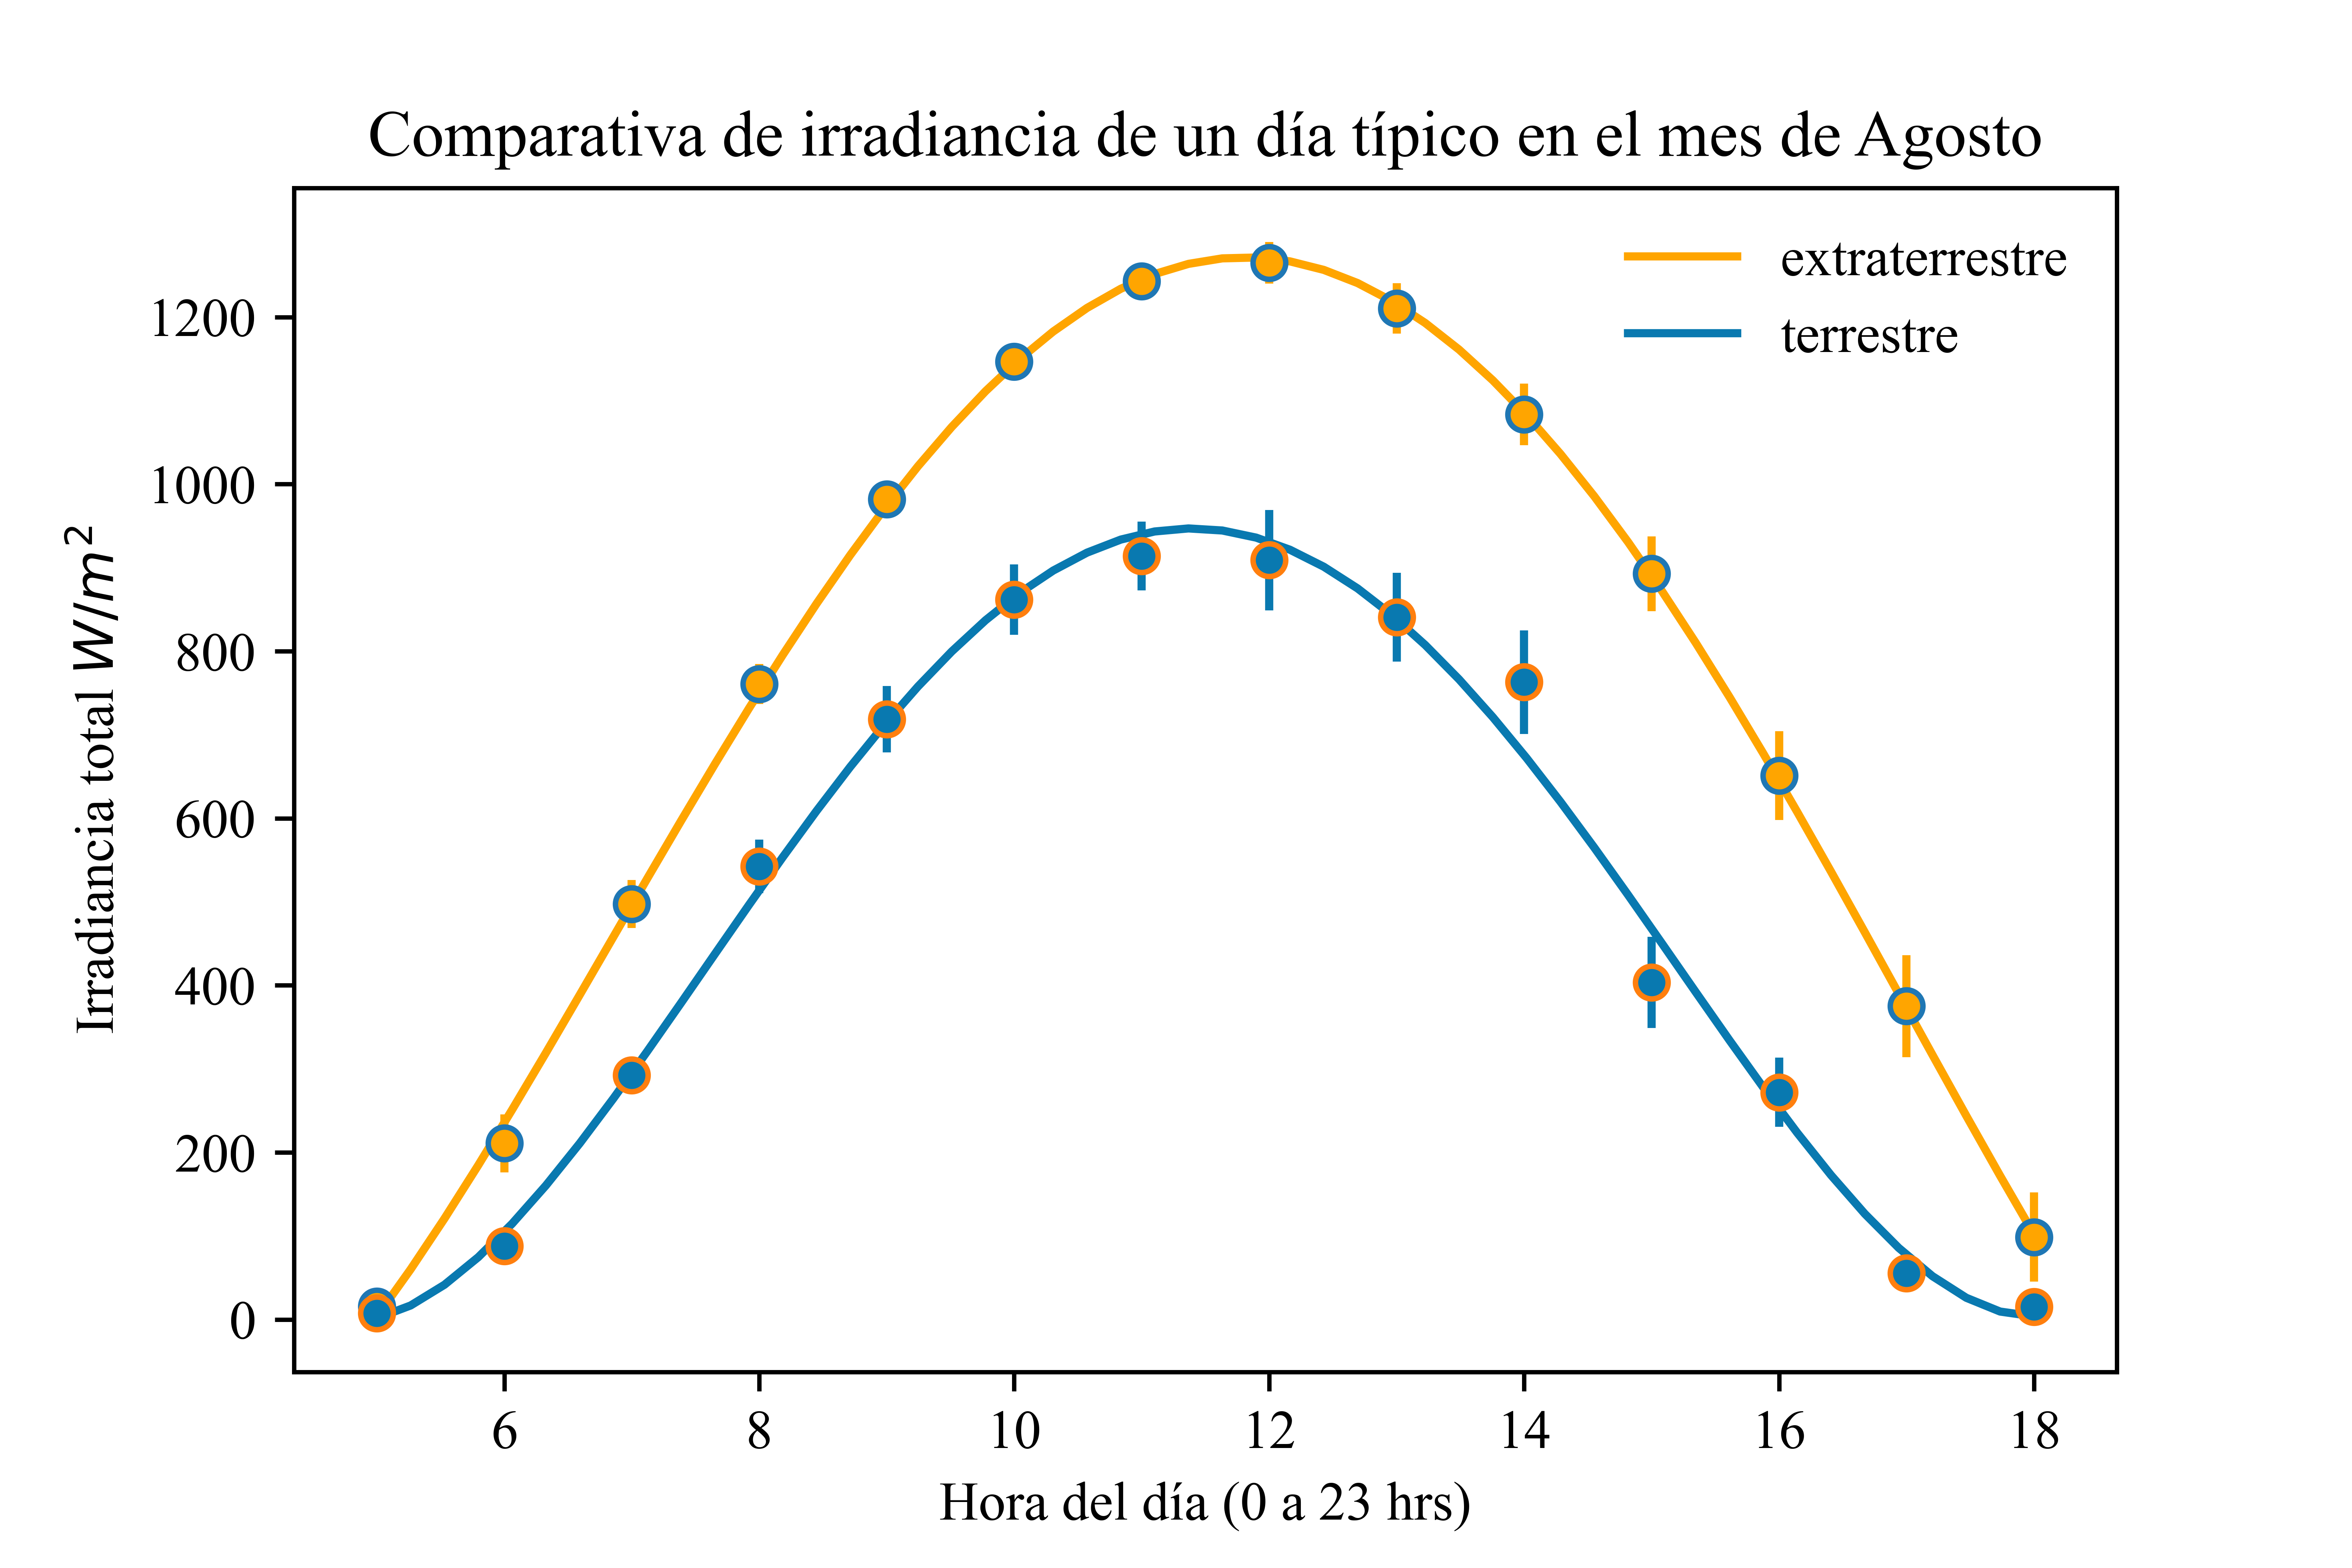 Comparativa de irradiancia de un día típico en el mes de Agosto
extraterrestre
terrestre
Irradiancia total W/m²
1200
1000
800
600
400
200
0
6 8 10 12 14 16 18
Hora del día (0 a 23 hrs)